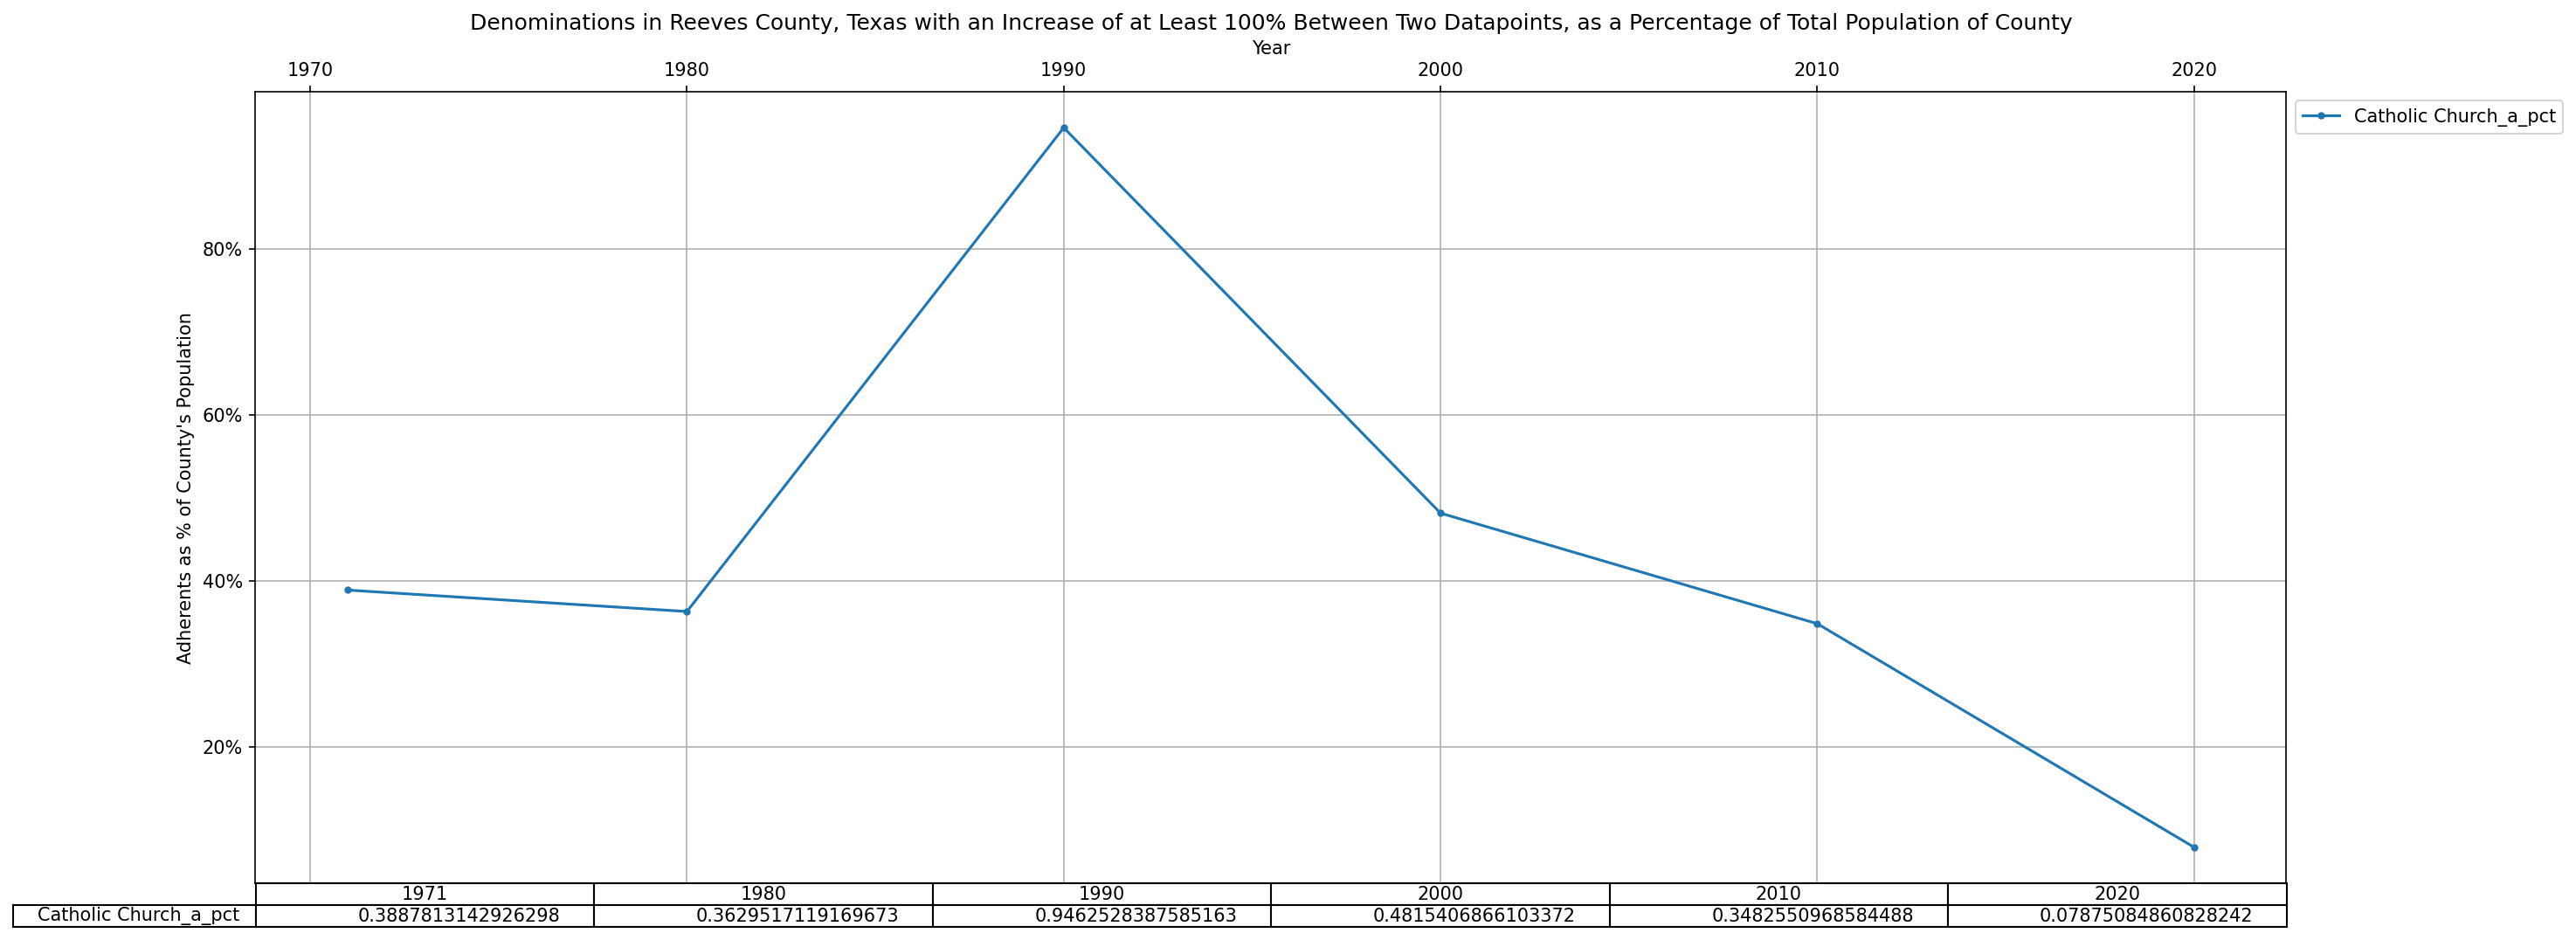 Denominations in Reeves County, Texas with an Increase of at Least 100% Between Two Datapoints, as a Percentage of Total Population of County
Year
1970 1980 1990 2000 2010 2020
Catholic Church_a_pct
80%
60%
40%
20%
Adherents as % of County's Population
1971 1980 1990 2000 2010 2020
Catholic Church_a_pct 0.3887813142926298 0.3629517119169673 0.9462528387585163 0.4815406866103372 0.3482550968584488 0.07875084860828242